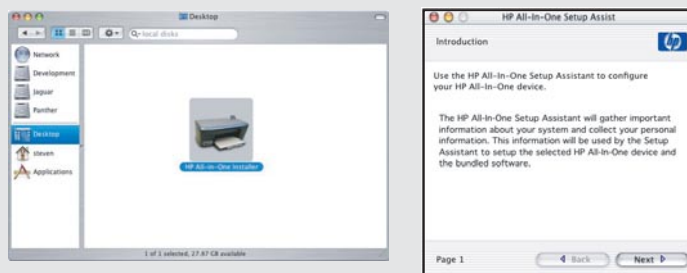 Desktop
Q- local disks
Network
Development
Jaguar
Panther
Desktop
steven
Applications
HP All-in-One Installer
1 of 1 selected, 27.87 GB available
HP All-In-One Setup Assist
Introduction
hp
Use the HP All-In-One Setup Assistant to configure
your HP All-In-One device.
The HP All-In-One Setup Assistant will gather important
information about your system and collect your personal
information. This information will be used by the Setup
Assistant to setup the selected HP All-In-One device and
the bundled software.
Page 1
Back
Next